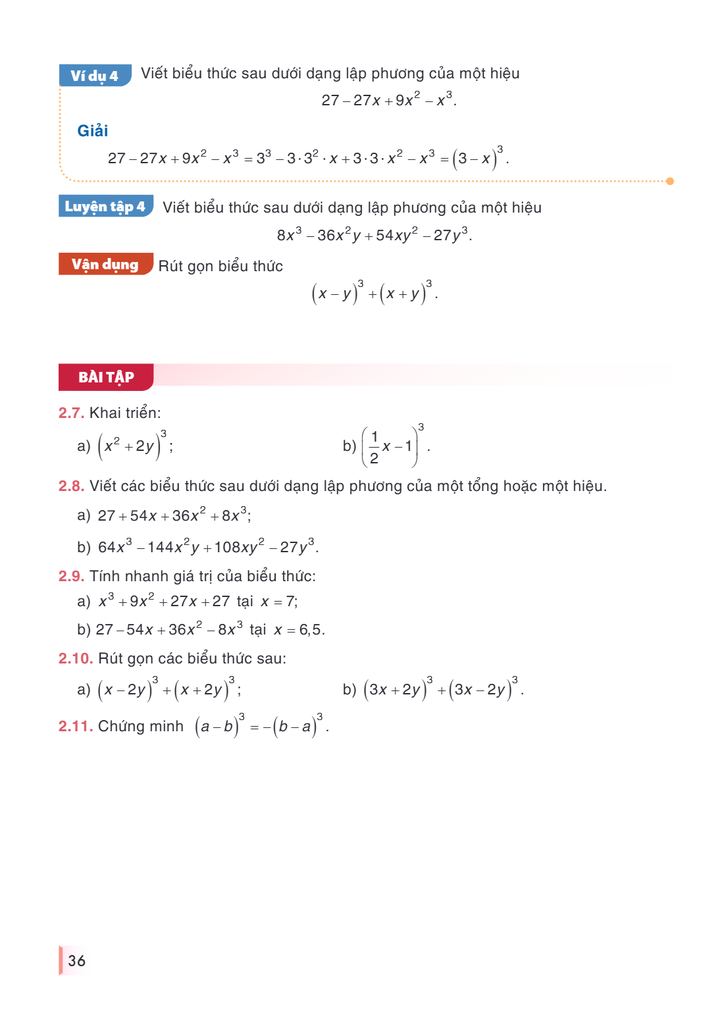 Ví dụ 4 Viết biểu thức sau dưới dạng lập phương của một hiệu
27 − 27x + 9x² − x³.
Giải
27 − 27x + 9x² − x³ = 3³ − 3·3²·x + 3·3·x² − x³ = (3 − x)³.
Luyện tập 4 Viết biểu thức sau dưới dạng lập phương của một hiệu
8x³ − 36x²y + 54xy² − 27y³.
Vận dụng Rút gọn biểu thức
(x − y)³ + (x + y)³.
BÀI TẬP
2.7. Khai triển:
a) (x² + 2y)³; b) (1/2 x − 1)³.
2.8. Viết các biểu thức sau dưới dạng lập phương của một tổng hoặc một hiệu.
a) 27 + 54x + 36x² + 8x³;
b) 64x³ − 144x²y + 108xy² − 27y³.
2.9. Tính nhanh giá trị của biểu thức:
a) x³ + 9x² + 27x + 27 tại x = 7;
b) 27 − 54x + 36x² − 8x³ tại x = 6,5.
2.10. Rút gọn các biểu thức sau:
a) (x − 2y)³ + (x + 2y)³; b) (3x + 2y)³ + (3x − 2y)³.
2.11. Chứng minh (a − b)³ = −(b − a)³.
36